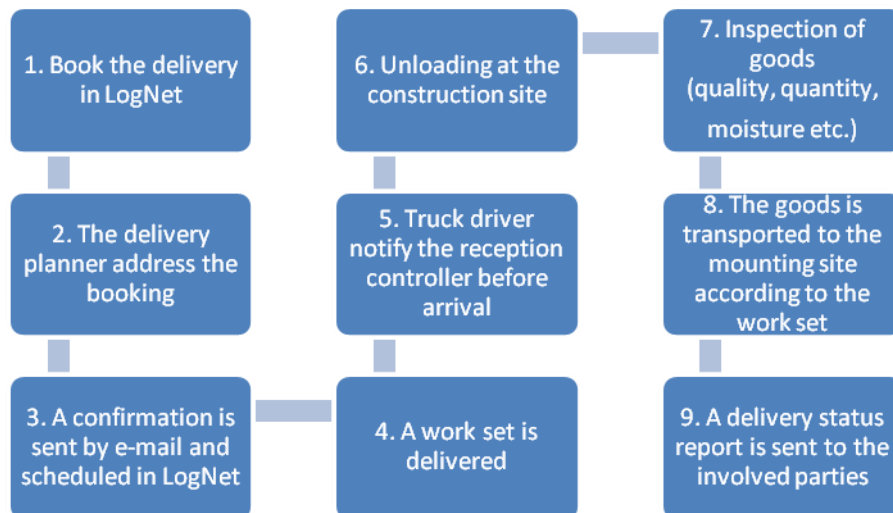 1. Book the delivery
in LogNet
2. The delivery
planner address the
booking
3. A confirmation is
sent by e-mail and
scheduled in LogNet
4. A work set is
delivered
5. Truck driver
notify the reception
controller before
arrival
6. Unloading at the
construction site
7. Inspection of
goods
(quality, quantity,
moisture etc.)
8. The goods is
transported to the
mounting site
according to the
work set
9. A delivery status
report is sent to the
involved parties